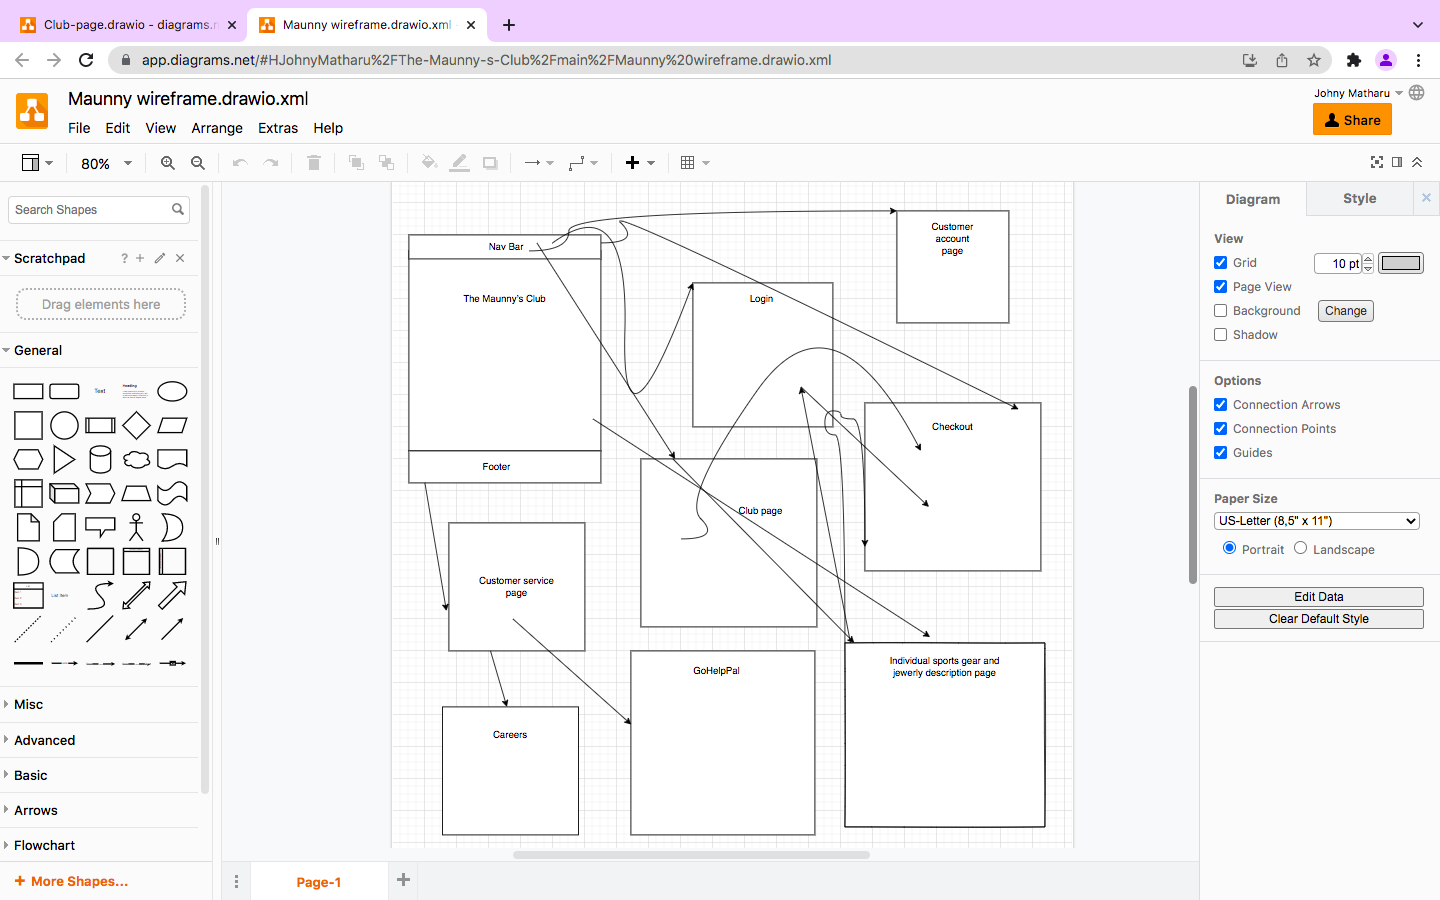 Club-page.drawio - diagrams.n
Maunny wireframe.drawio.xml
app.diagrams.net/#HJohnyMatharu%2FThe-Maunny-s-Club%2Fmain%2FMaunny%20wireframe.drawio.xml
Maunny wireframe.drawio.xml
Johny Matharu
File Edit View Arrange Extras Help
Share
80%
Search Shapes
Scratchpad
?
Drag elements here
General
Text
Heading
List Item
Misc
Advanced
Basic
Arrows
Flowchart
+ More Shapes...
Nav Bar
The Maunny's Club
Footer
Customer
account
page
Login
Checkout
Club page
Customer service
page
GoHelpPal
Individual sports gear and
jewerly description page
Careers
Page-1
Diagram
Style
View
Grid
10 pt
Page View
Background
Change
Shadow
Options
Connection Arrows
Connection Points
Guides
Paper Size
US-Letter (8,5" x 11")
Portrait
Landscape
Edit Data
Clear Default Style